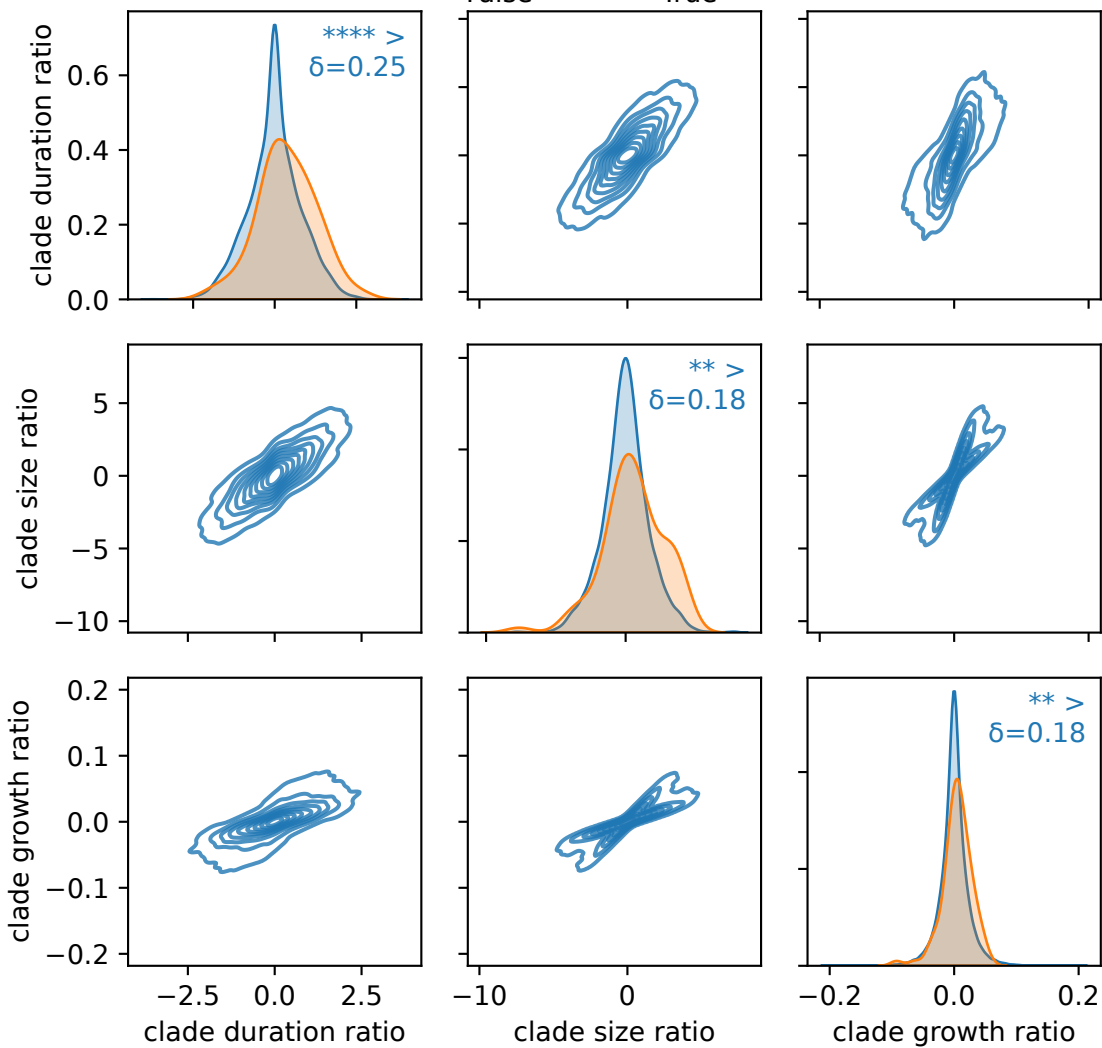 clade duration ratio
0.6
0.4
0.2
0.0
**** >
δ=0.25
clade size ratio
5
0
−5
−10
** >
δ=0.18
clade growth ratio
0.2
0.1
0.0
−0.1
−0.2
** >
δ=0.18
−2.5 0.0 2.5
−10 0
−0.2 0.0 0.2
clade duration ratio
clade size ratio
clade growth ratio